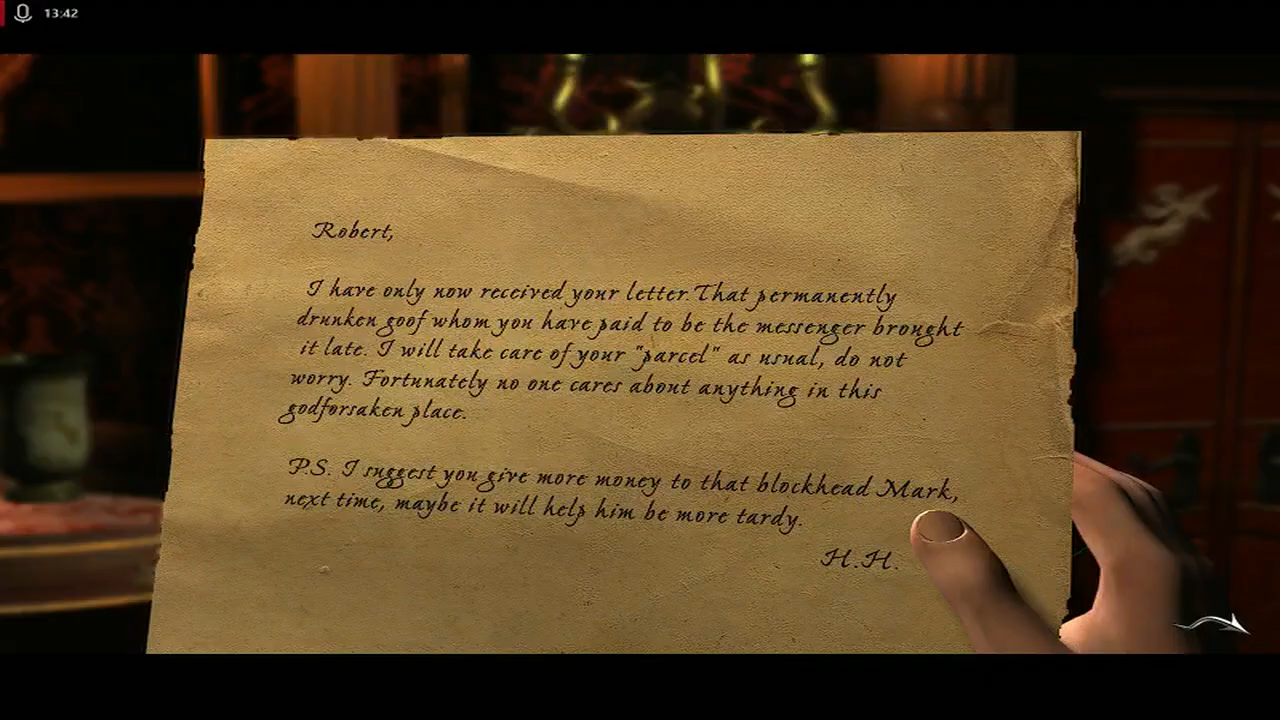 13:42
Robert,
I have only now received your letter. That permanently
drunken goof whom you have paid to be the messenger brought
it late. I will take care of your "parcel" as usual, do not
worry. Fortunately no one cares about anything in this
godforsaken place.
P.S. I suggest you give more money to that blockhead Mark,
next time, maybe it will help him be more tardy.
H.H.